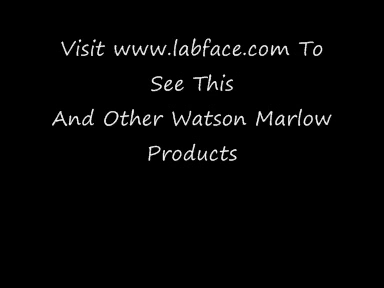 Visit www.labface.com To
See This
And Other Watson Marlow
Products